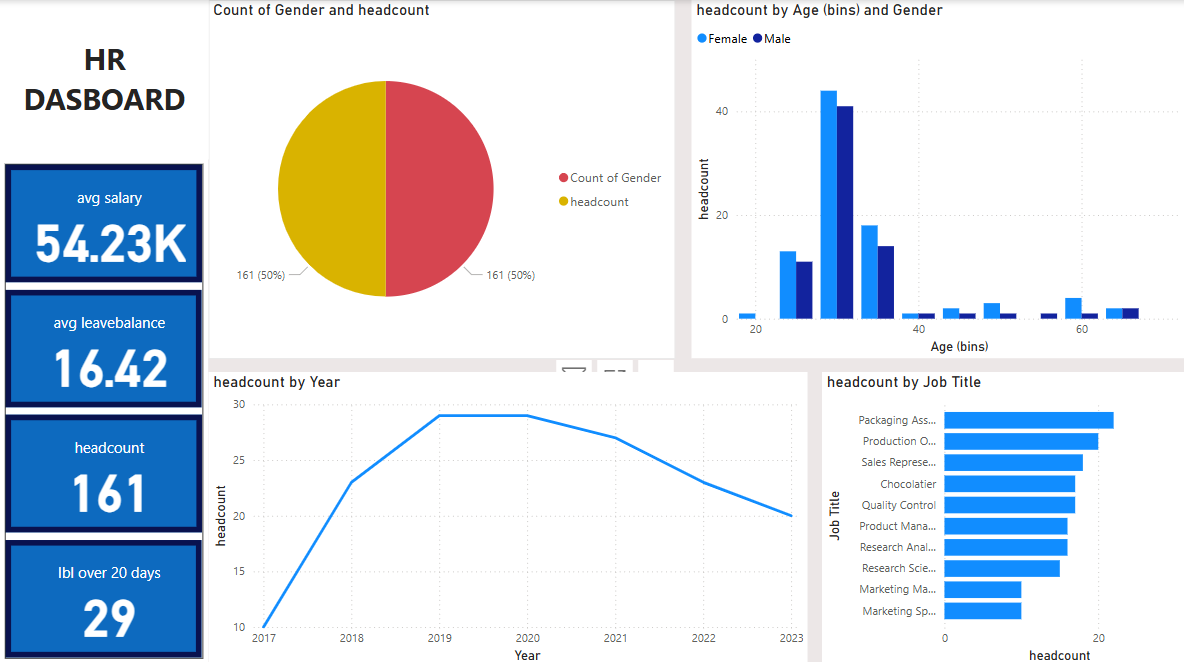 HR
DASBOARD
avg salary
54.23K
avg leavebalance
16.42
headcount
161
lbl over 20 days
29
Count of Gender and headcount
Count of Gender
headcount
161 (50%)
161 (50%)
headcount by Age (bins) and Gender
Female Male
headcount
40
20
0
20 40 60
Age (bins)
headcount by Year
headcount
30
25
20
15
10
2017 2018 2019 2020 2021 2022 2023
Year
headcount by Job Title
Job Title
Packaging Ass...
Production O...
Sales Represe...
Chocolatier
Quality Control
Product Mana...
Research Anal...
Research Scie...
Marketing Ma...
Marketing Sp...
0 20
headcount